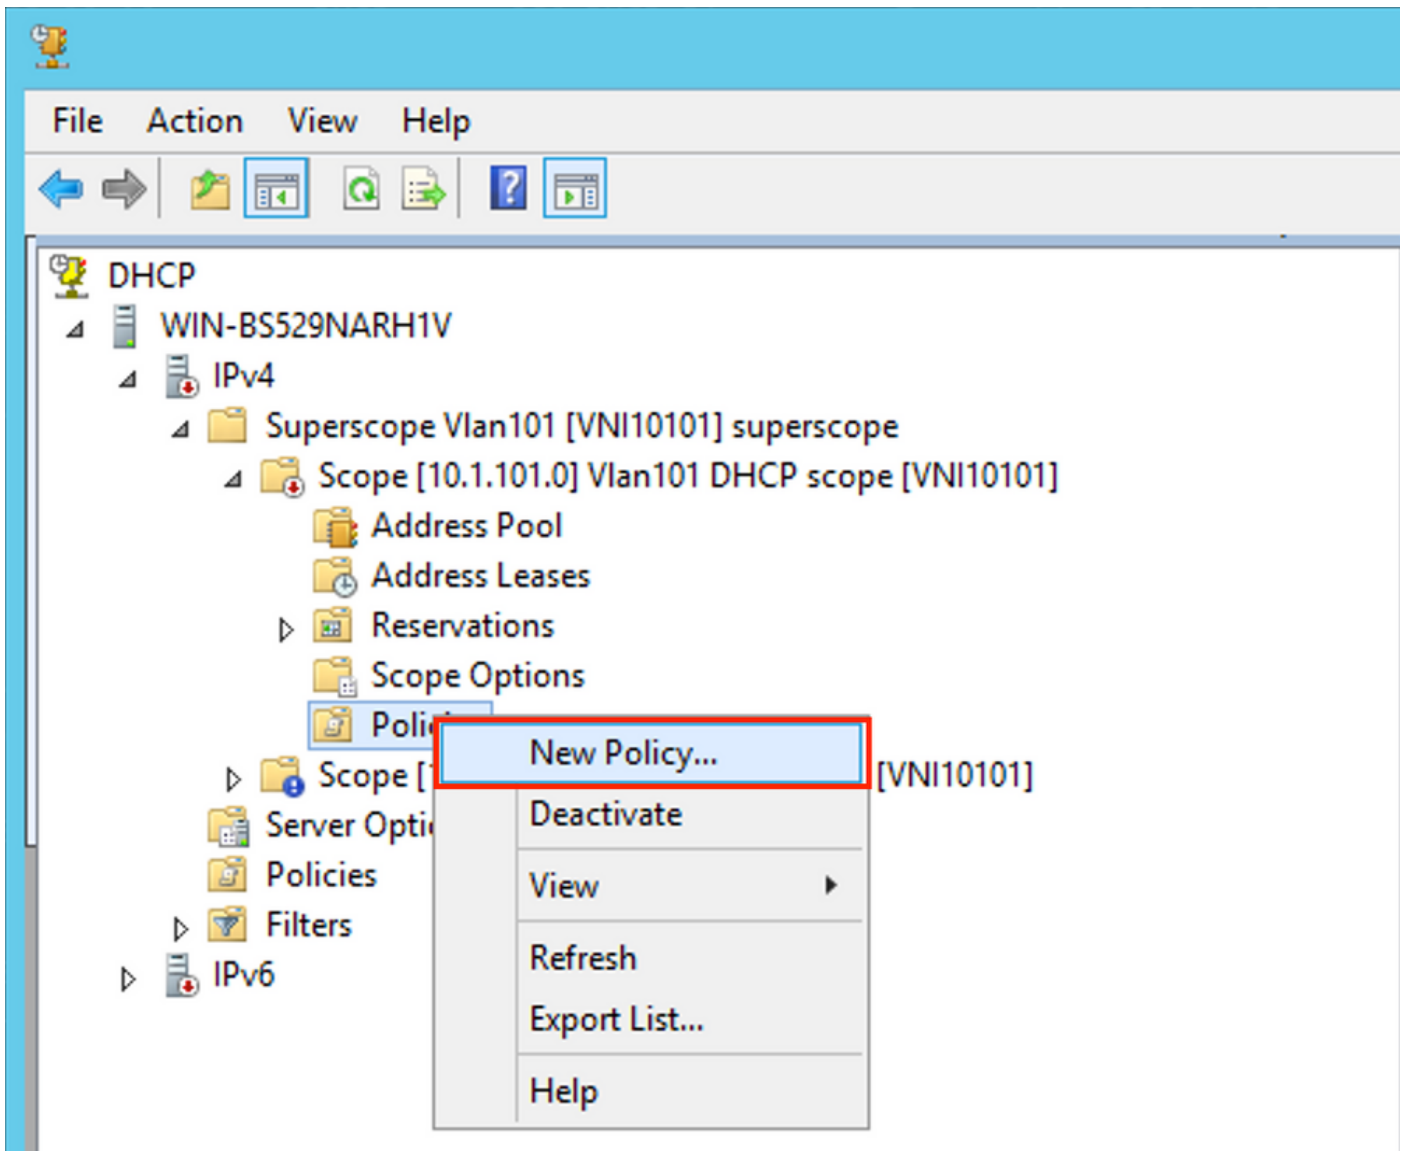 File Action View Help
DHCP
WIN-BS529NARH1V
IPv4
Superscope Vlan101 [VNI10101] superscope
Scope [10.1.101.0] Vlan101 DHCP scope [VNI10101]
Address Pool
Address Leases
Reservations
Scope Options
New Policy...
Scope [ [VNI10101]
Deactivate
Server
Policies
View
Filters
Refresh
IPv6
Export List...
Help